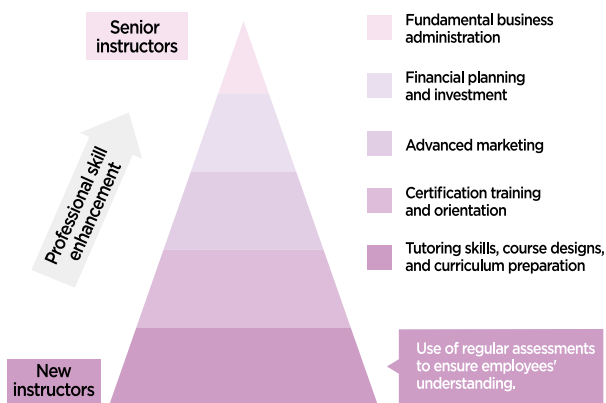 Senior
instructors
Professional skill
enhancement
New
instructors
Fundamental business
administration
Financial planning
and investment
Advanced marketing
Certification training
and orientation
Tutoring skills, course designs,
and curriculum preparation
Use of regular assessments
to ensure employees'
understanding.